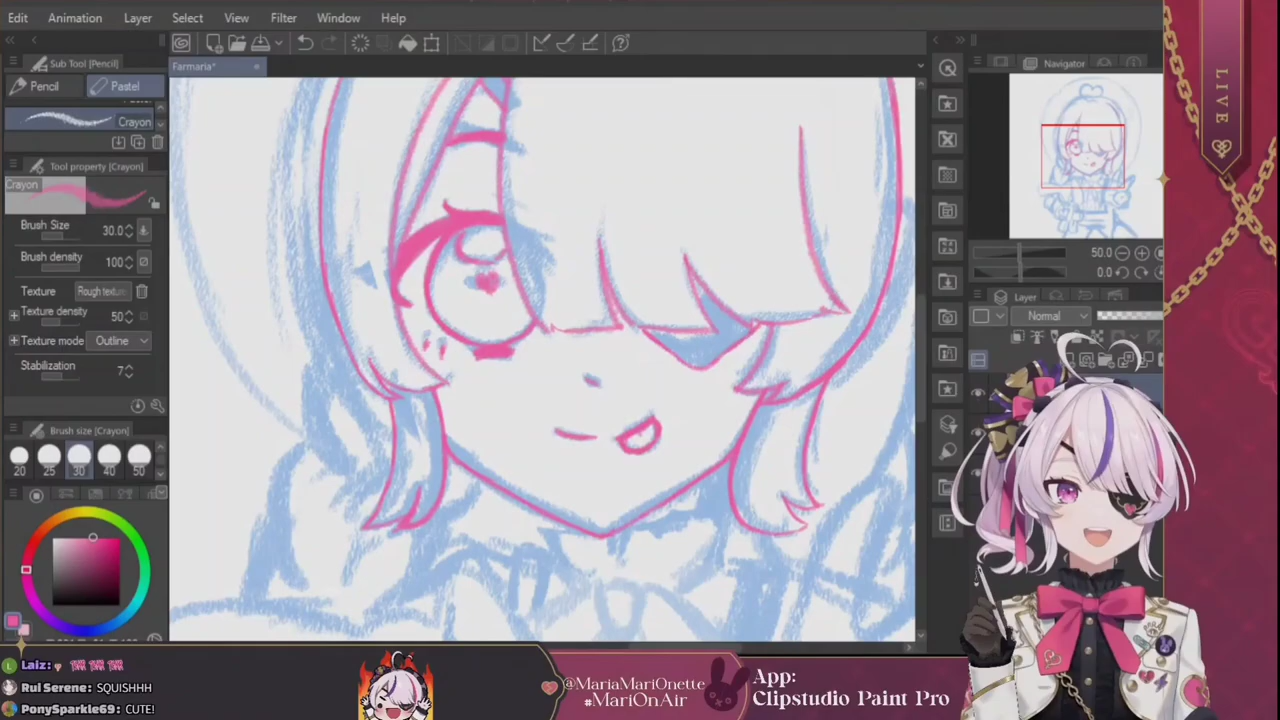 Edit Animation Layer Select View Filter Window Help
Sub Tool [Pencil]
Farmaria*
Navigator
Pencil Pastel
Crayon
Tool property [Crayon]
Crayon
Brush Size 30.0
Brush density 100
Texture Rough texture
Texture density 50
Texture mode Outline
Stabilization 7
Brush size [Crayon]
20 25 30 40 50
50.0
0.0
Layer
Normal
LIVE
Laiz:
Rui Serene: SQUISHHH
PonySparkle69: CUTE!
@MariaMariOnette
#MariOnAir
App:
Clipstudio Paint Pro